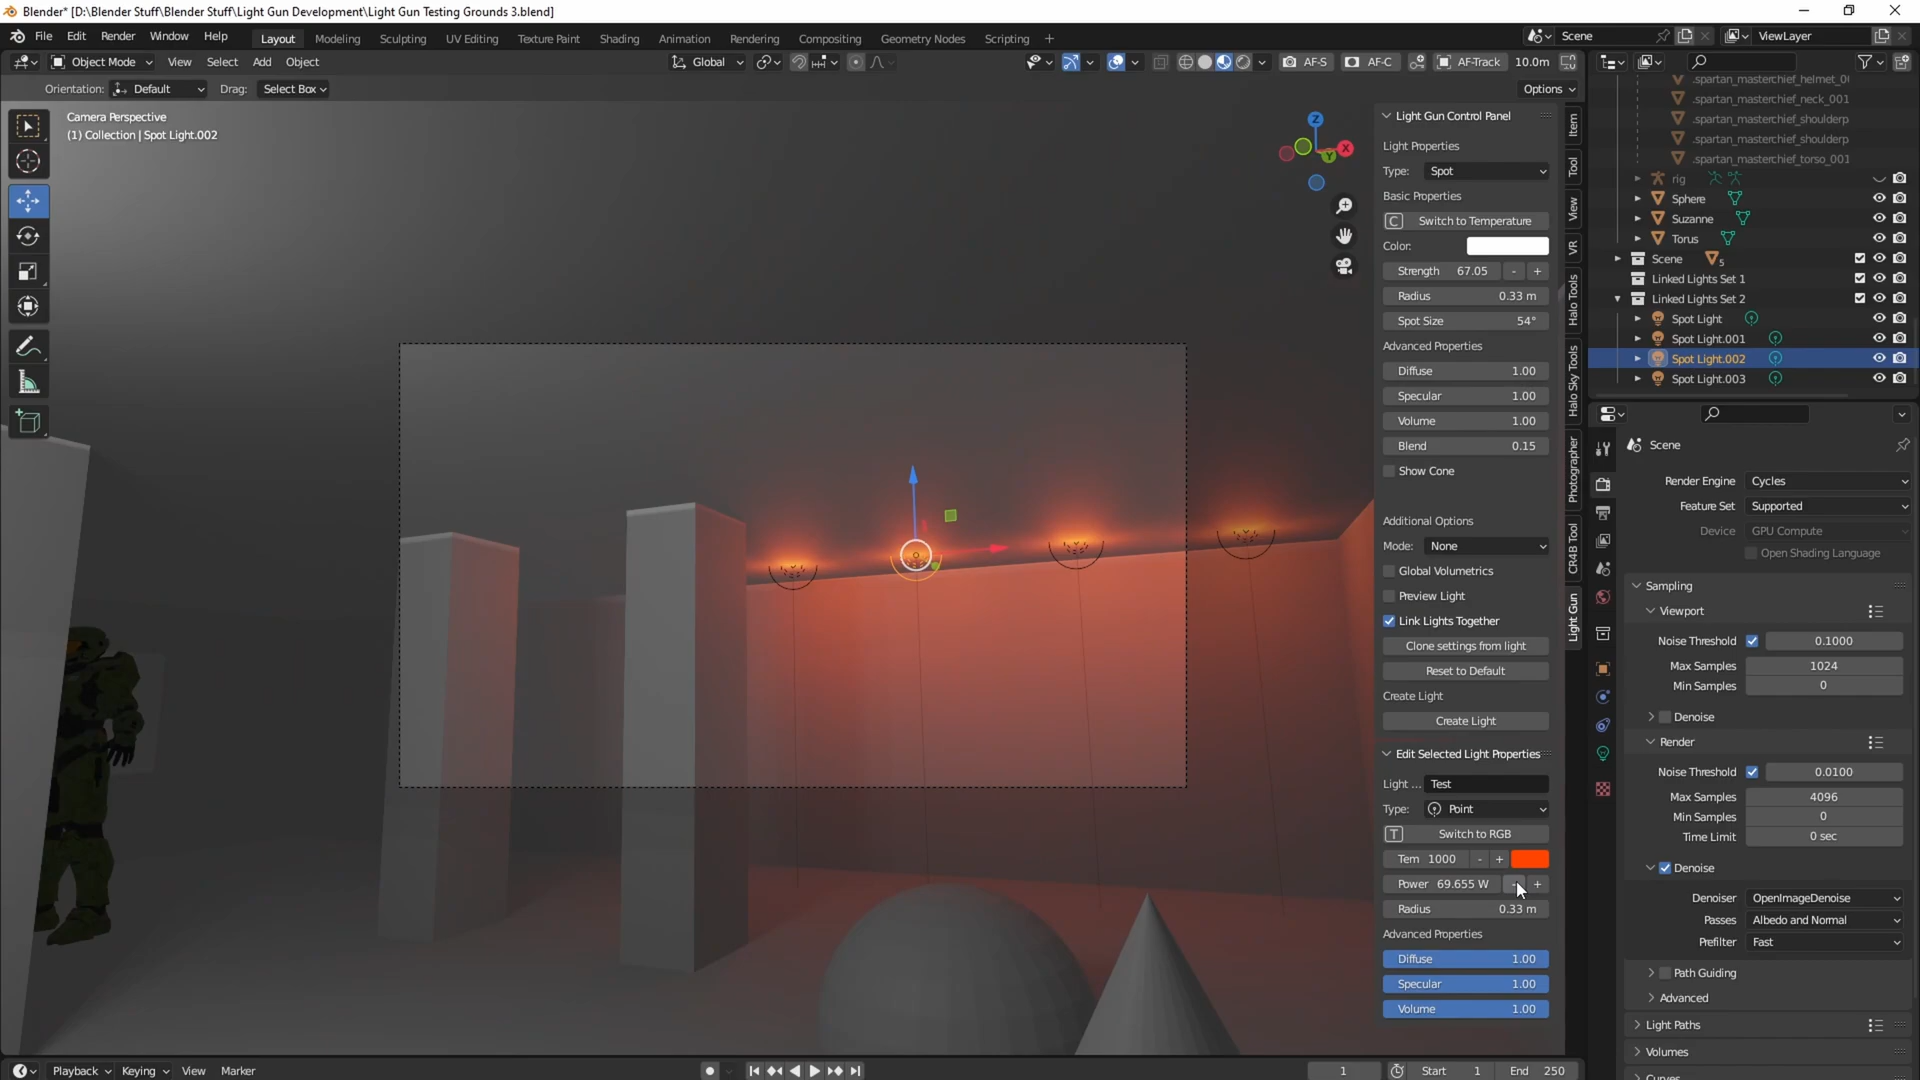 Blender* [D:\Blender Stuff\Blender Stuff\Light Gun Development\Light Gun Testing Grounds 3.blend]
File Edit Render Window Help Layout Modeling Sculpting UV Editing Texture Paint Shading Animation Rendering Compositing Geometry Nodes Scripting + Scene ViewLayer
Object Mode View Select Add Object Global AF-S AF-C AF-Track 10.0m
Orientation: Default Drag: Select Box Options
Camera Perspective
(1) Collection | Spot Light.002
Z
X
Y
Light Gun Control Panel
Light Properties
Type: Spot
Basic Properties
C Switch to Temperature
Color:
Strength 67.05 - +
Radius 0.33 m
Spot Size 54°
Advanced Properties
Diffuse 1.00
Specular 1.00
Volume 1.00
Blend 0.15
Show Cone
Additional Options
Mode: None
Global Volumetrics
Preview Light
Link Lights Together
Clone settings from light
Reset to Default
Create Light
Create Light
Edit Selected Light Properties
Light ... Test
Type: Point
T Switch to RGB
Tem 1000 - +
Power 69.655 W - +
Radius 0.33 m
Advanced Properties
Diffuse 1.00
Specular 1.00
Volume 1.00
Item
Tool
View
VR
Halo Tools
Halo Sky Tools
Photographer
CR4B Tool
Light Gun
.spartan_masterchief_helmet_0
.spartan_masterchief_neck_001
.spartan_masterchief_shoulderp
.spartan_masterchief_shoulderp
.spartan_masterchief_torso_001
rig
Sphere
Suzanne
Torus
Scene 5
Linked Lights Set 1
Linked Lights Set 2
Spot Light
Spot Light.001
Spot Light.002
Spot Light.003
Scene
Render Engine Cycles
Feature Set Supported
Device GPU Compute
Open Shading Language
Sampling
Viewport
Noise Threshold 0.1000
Max Samples 1024
Min Samples 0
Denoise
Render
Noise Threshold 0.0100
Max Samples 4096
Min Samples 0
Time Limit 0 sec
Denoise
Denoiser OpenImageDenoise
Passes Albedo and Normal
Prefilter Fast
Path Guiding
Advanced
Light Paths
Volumes
Curves
Playback Keying View Marker 1 Start 1 End 250